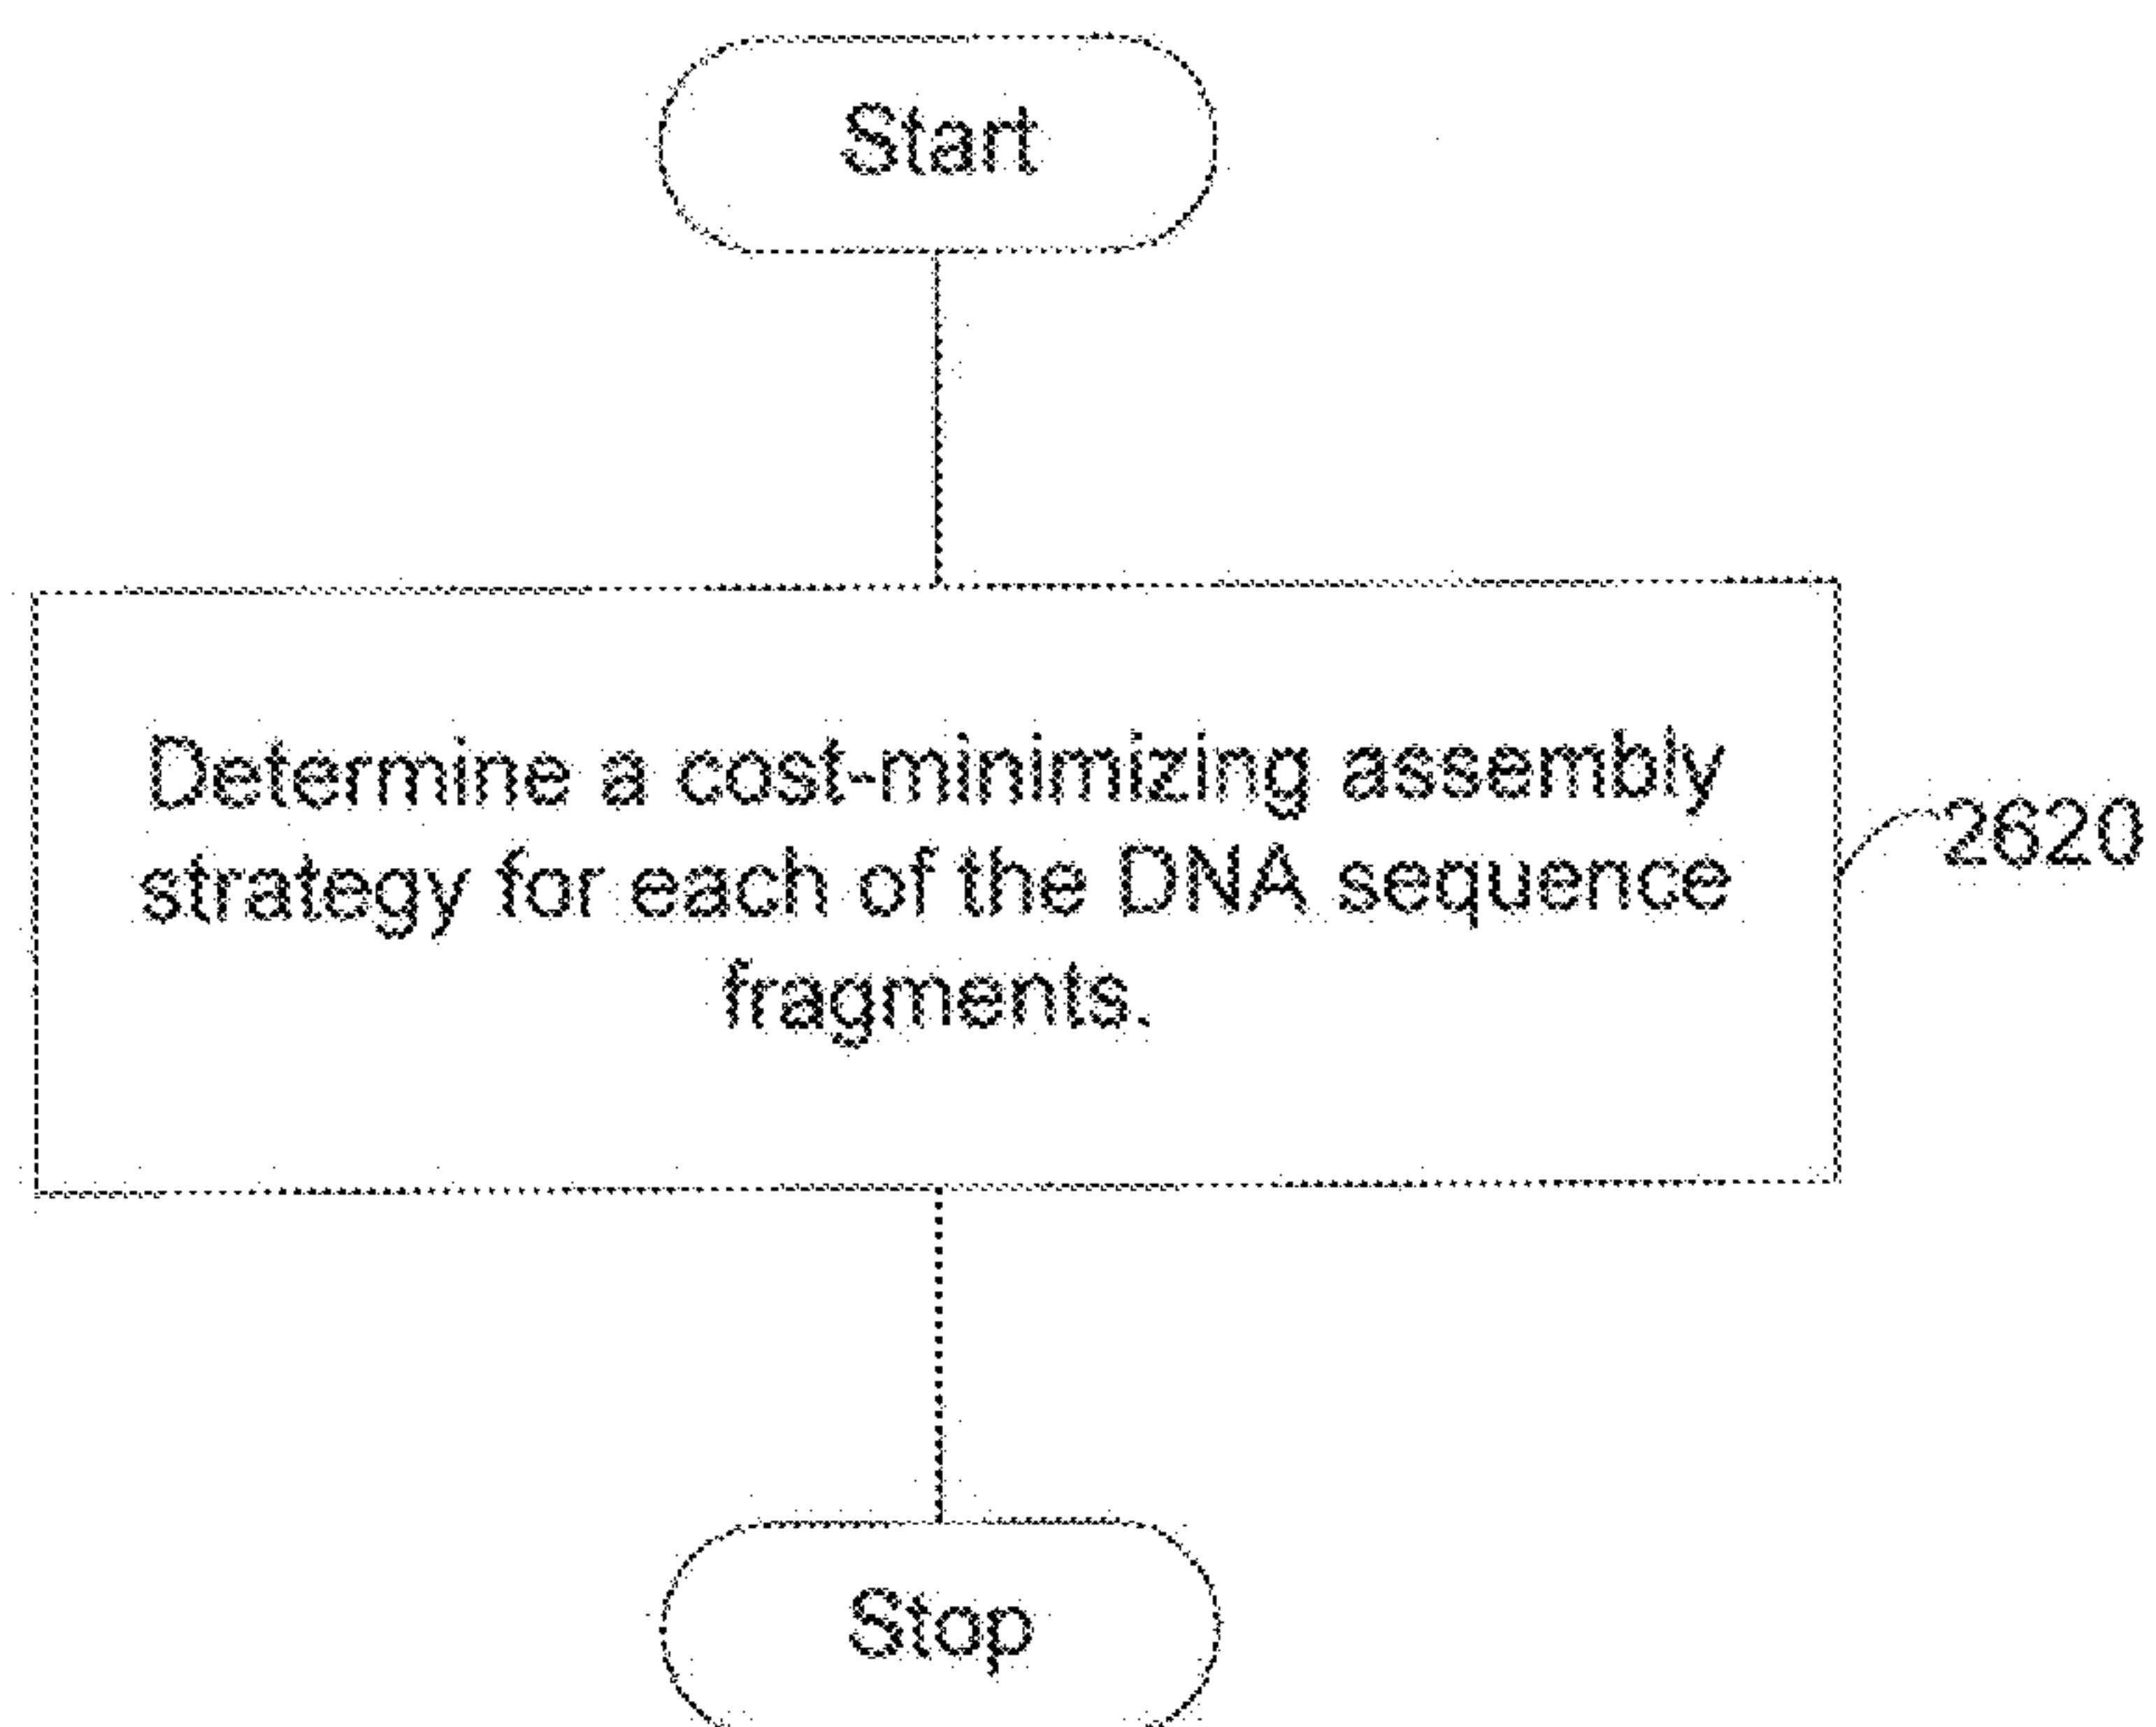 Start
Determine a cost-minimizing assembly
strategy for each of the DNA sequence
fragments.
2620
Stop